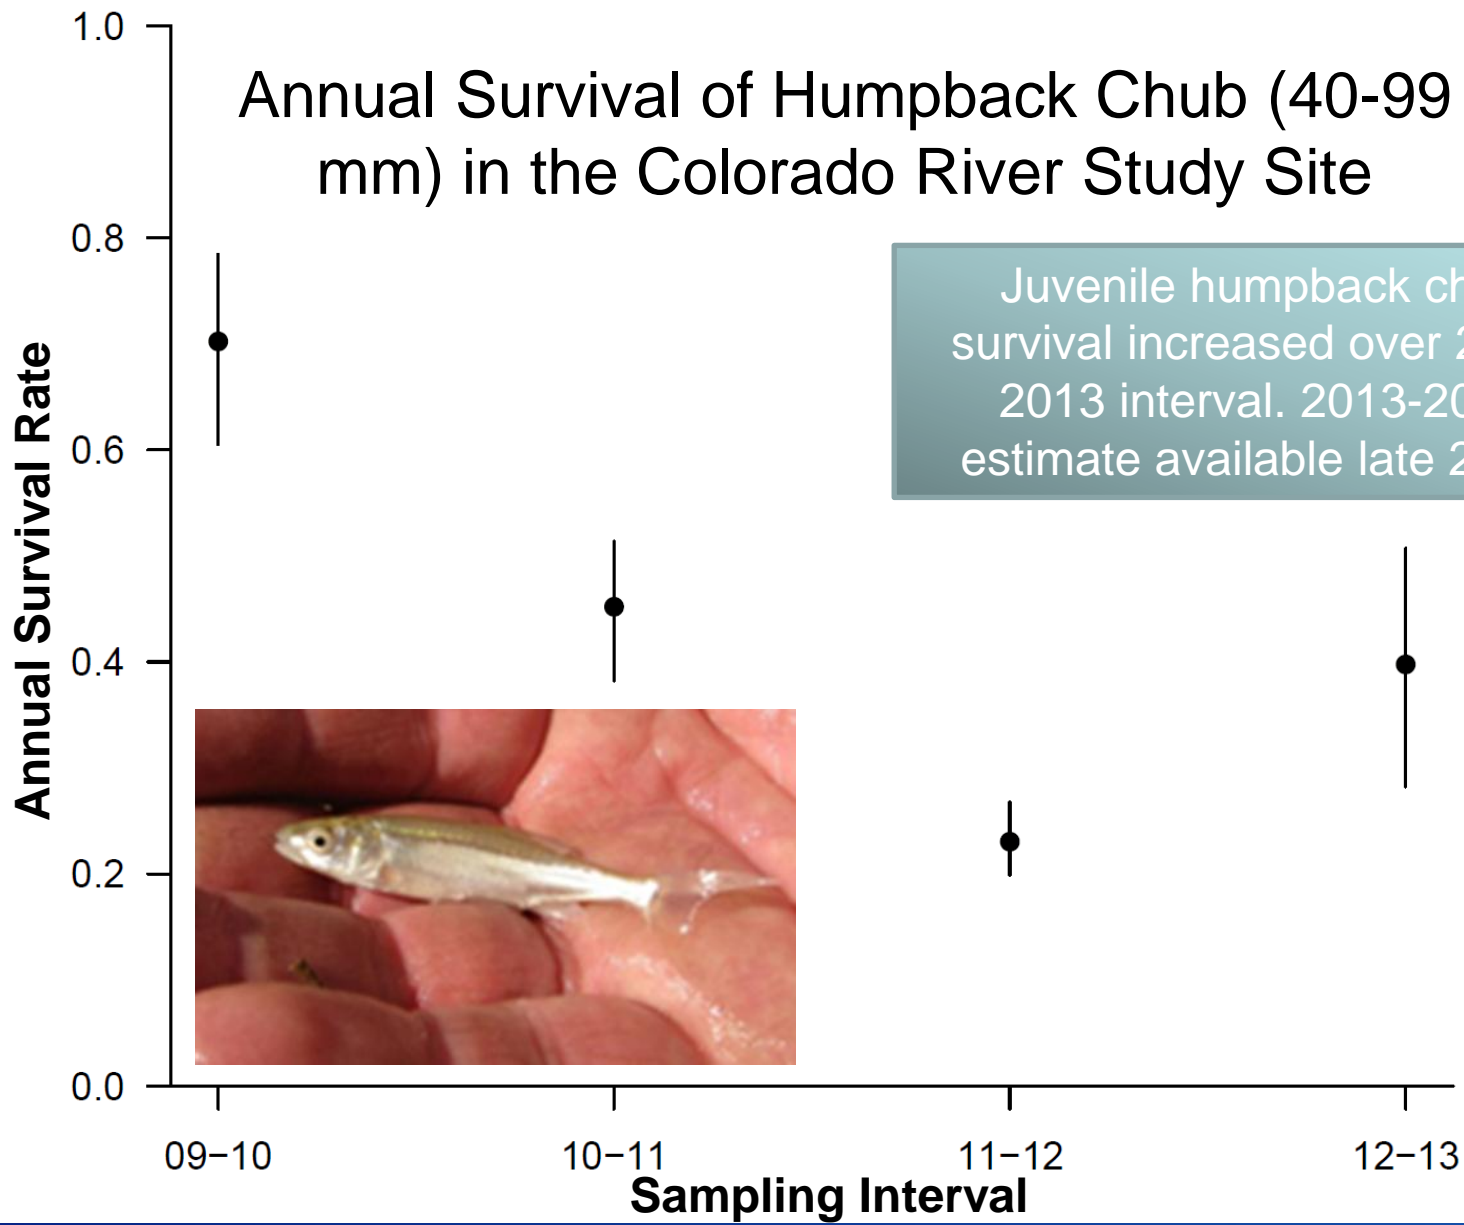 1.0
Annual Survival of Humpback Chub (40-99
mm) in the Colorado River Study Site
0.8
Juvenile humpback
survival increased over
2013 interval. 2013-
estimate available late
Annual Survival Rate
0.6
0.4
0.2
0.0
09−10
10−11
11−12
12−13
Sampling Interval